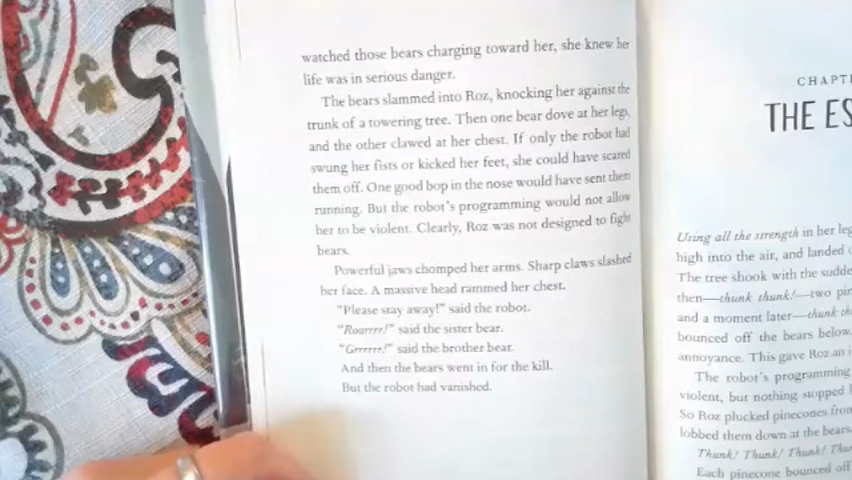 watched those bears charging toward her, she knew her
life was in serious danger.
The bears slammed into Roz, knocking her against the
trunk of a towering tree. Then one bear dove at her legs,
and the other clawed at her chest. If only the robot had
swung her fists or kicked her feet, she could have scared
them off. One good bop in the nose would have sent them
running. But the robot's programming would not allow
her to be violent. Clearly, Roz was not designed to fight
bears.
Powerful jaws chomped her arms. Sharp claws slashed
her face. A massive head rammed her chest.
"Please stay away!" said the robot.
"Roarrrr!" said the sister bear.
"Grrrrrr!" said the brother bear.
And then the bears went in for the kill.
But the robot had vanished.
CHAPT
THE ES
Using all the strength in her leg
high into the air, and landed
The tree shook with the sudde
then—thunk thunk!—two pin
and a moment later—thunk th
bounced off the bears below,
annoyance. This gave Roz an i
The robot's programming
violent, but nothing stopped
So Roz plucked pinecones from
lobbed them down at the bears
Thunk! Thunk! Thunk! Thu
Each pinecone bounced off